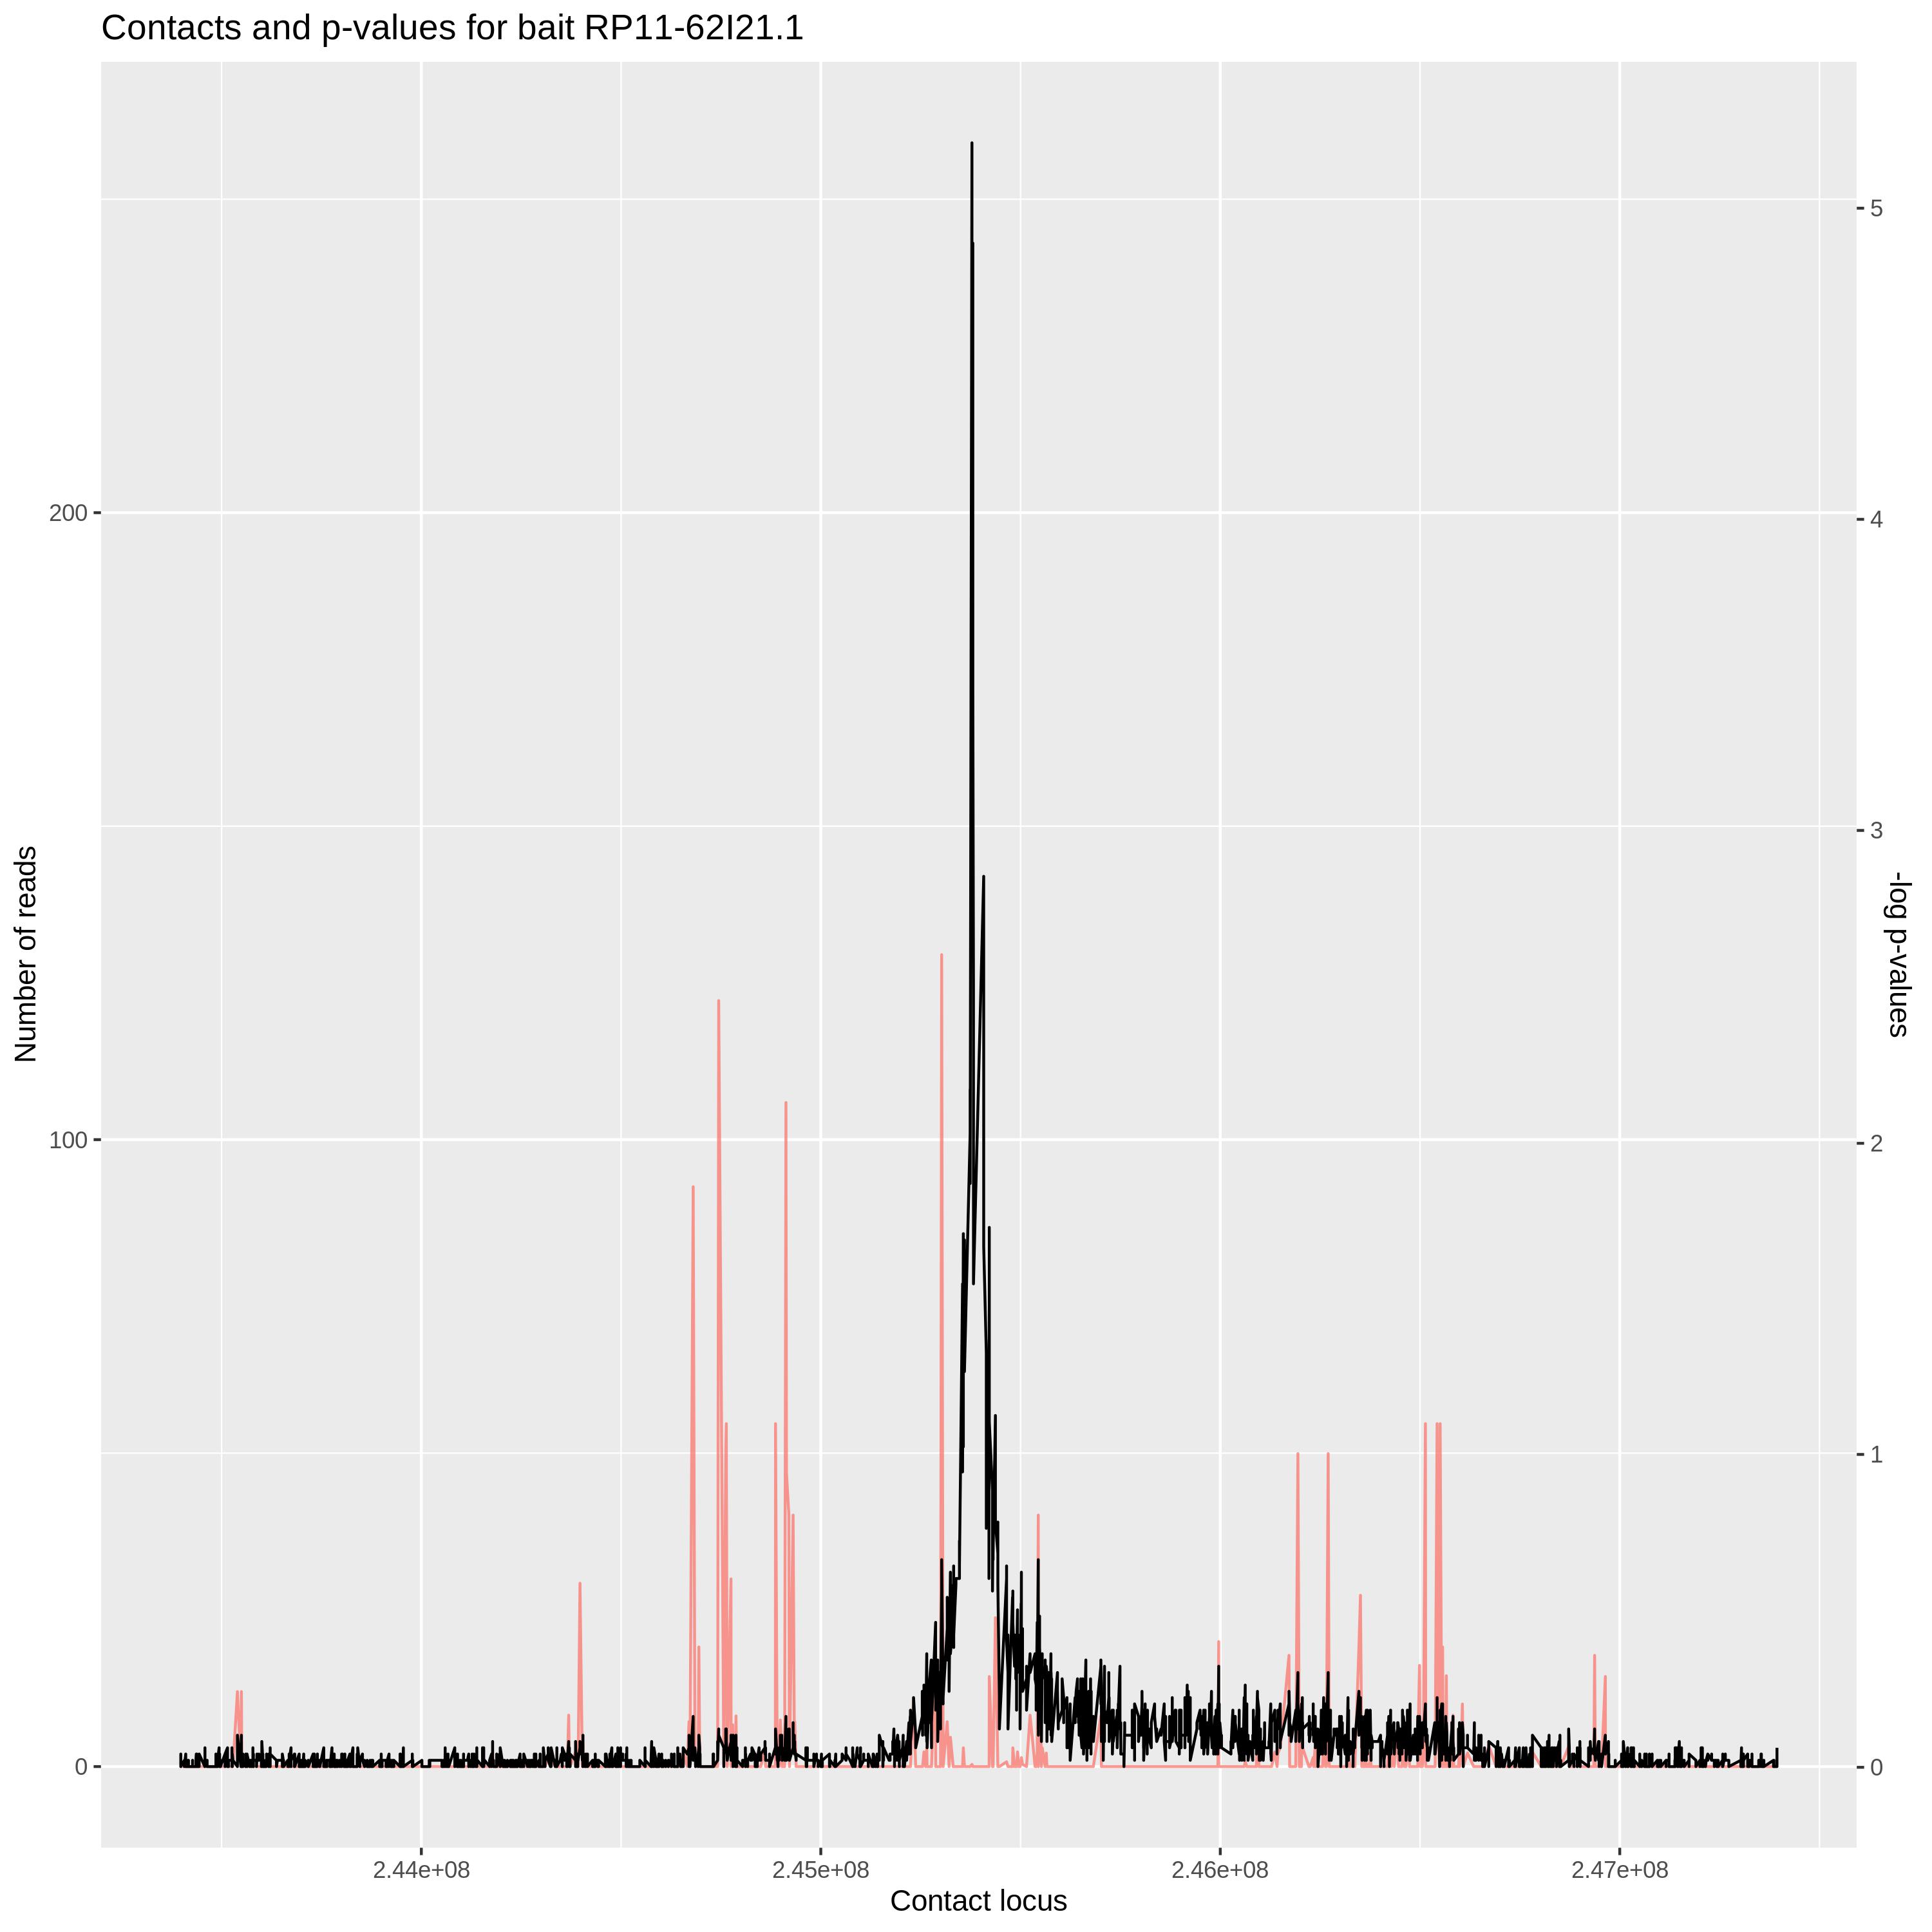 Contacts and p-values for bait RP11-62I21.1
Number of reads
200
100
0
5
4
3
2
1
0
-log p-values
2.44e+08
2.45e+08
2.46e+08
2.47e+08
Contact locus